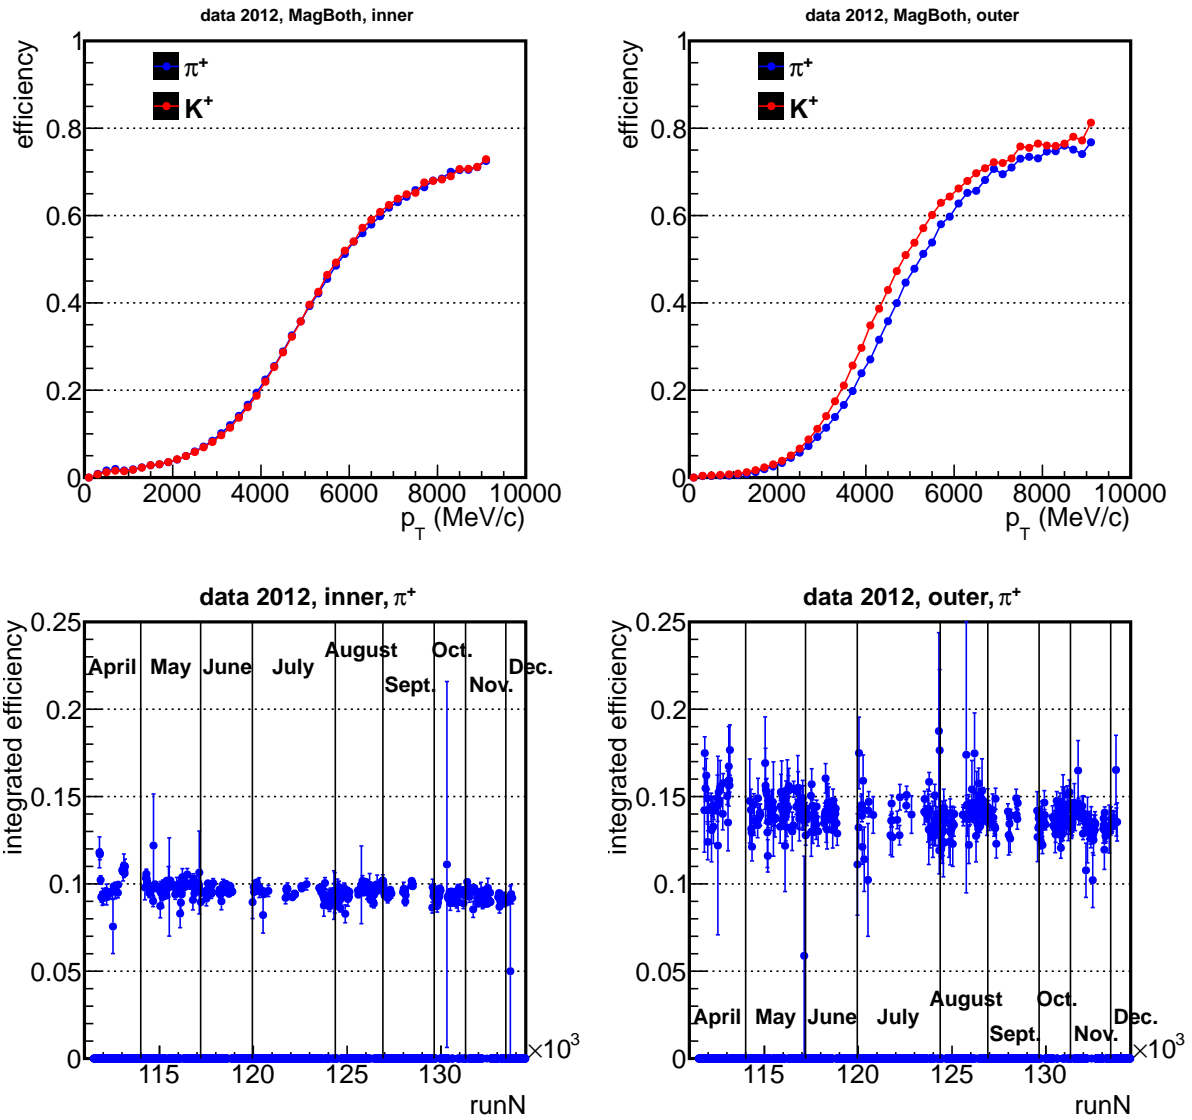 data 2012, MagBoth, inner
efficiency
1
0.8
0.6
0.4
0.2
0
π+
K+
2000 4000 6000 8000 10000
p_T (MeV/c)
data 2012, MagBoth, outer
efficiency
1
0.8
0.6
0.4
0.2
0
π+
K+
2000 4000 6000 8000 10000
p_T (MeV/c)
data 2012, inner, π+
integrated efficiency
0.25
0.2
0.15
0.1
0.05
0
April May June July August Sept. Oct. Nov. Dec.
115 120 125 130 ×10³
runN
data 2012, outer, π+
integrated efficiency
0.25
0.2
0.15
0.1
0.05
0
April May June July August Sept. Oct. Nov. Dec.
115 120 125 130 ×10³
runN